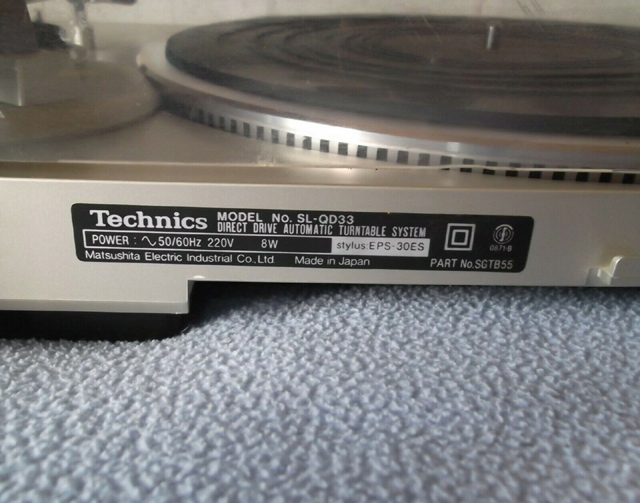 Technics MODEL No. SL-QD33
DIRECT DRIVE AUTOMATIC TURNTABLE SYSTEM
POWER : ∿50/60Hz 220V 8W stylus:EPS-30ES
Matsushita Electric Industrial Co.,Ltd Made in Japan PART No.SGTB55
0871-B